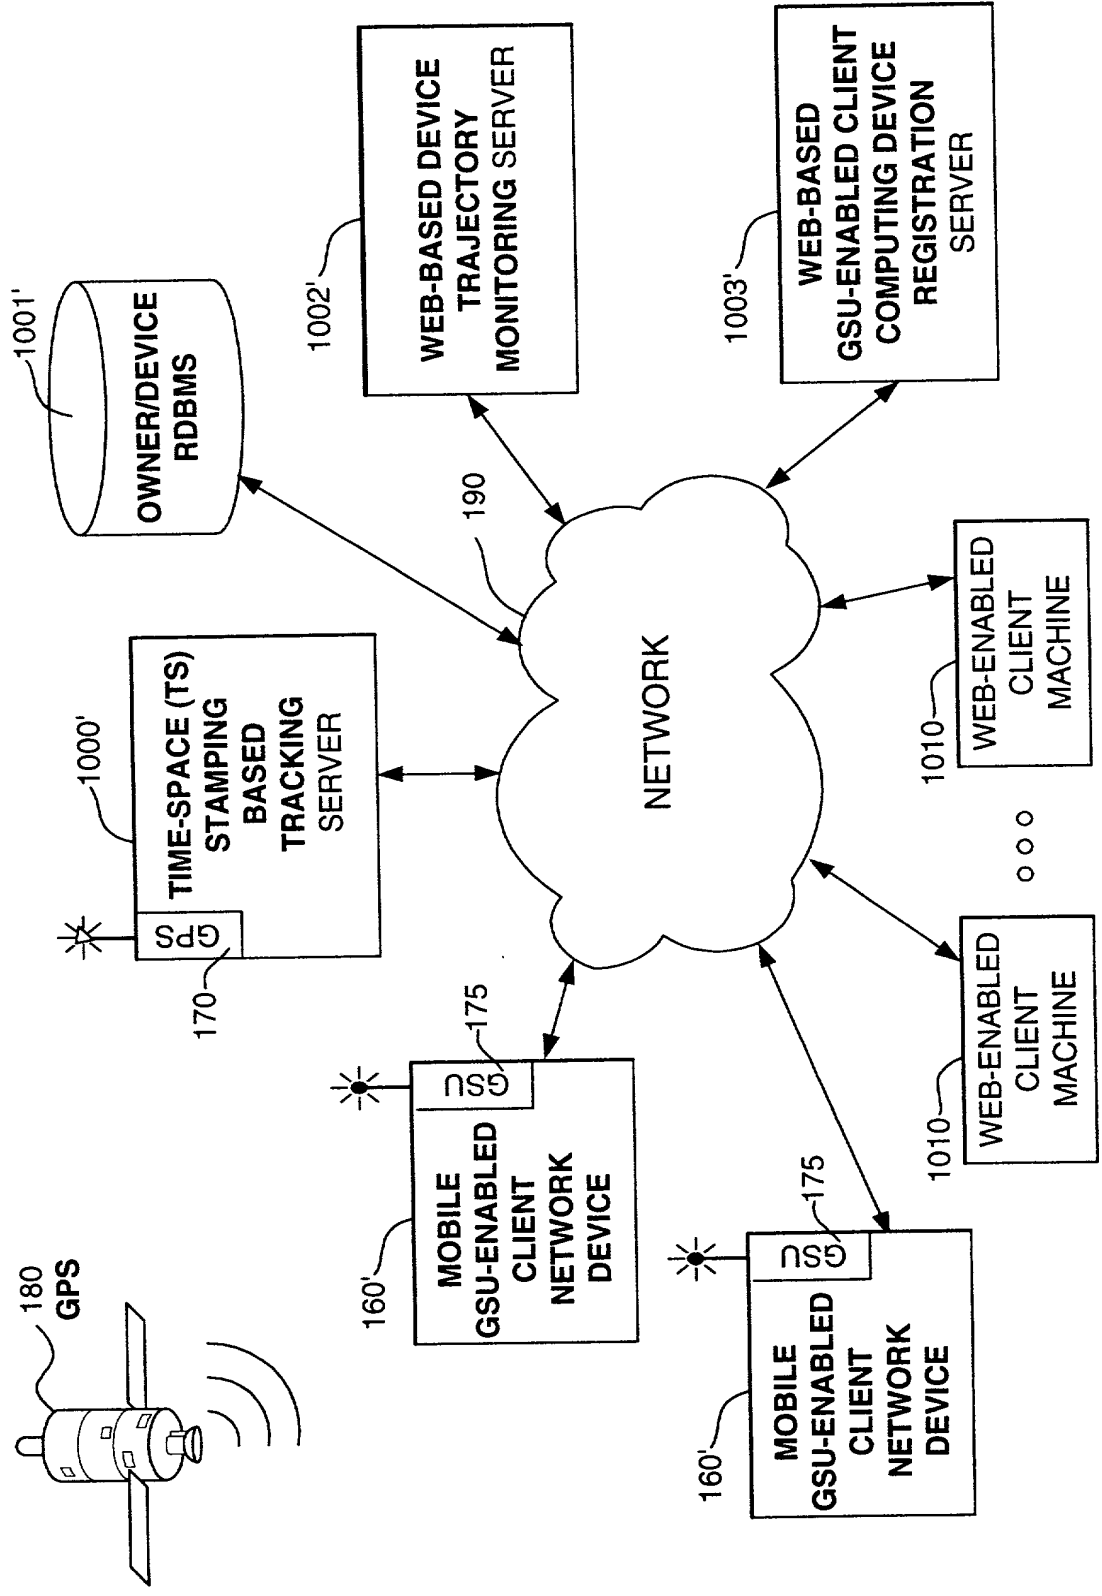 180
GPS
1000'
TIME-SPACE (TS)
STAMPING
BASED
TRACKING
SERVER
GPS
170
1001'
OWNER/DEVICE
RDBMS
1002'
WEB-BASED DEVICE
TRAJECTORY
MONITORING SERVER
160'
MOBILE
GSU-ENABLED
CLIENT
NETWORK
DEVICE
GSU
175
190
NETWORK
1003'
WEB-BASED
GSU-ENABLED CLIENT
COMPUTING DEVICE
REGISTRATION
SERVER
160'
MOBILE
GSU-ENABLED
CLIENT
NETWORK
DEVICE
GSU
175
1010
WEB-ENABLED
CLIENT
MACHINE
1010
WEB-ENABLED
CLIENT
MACHINE